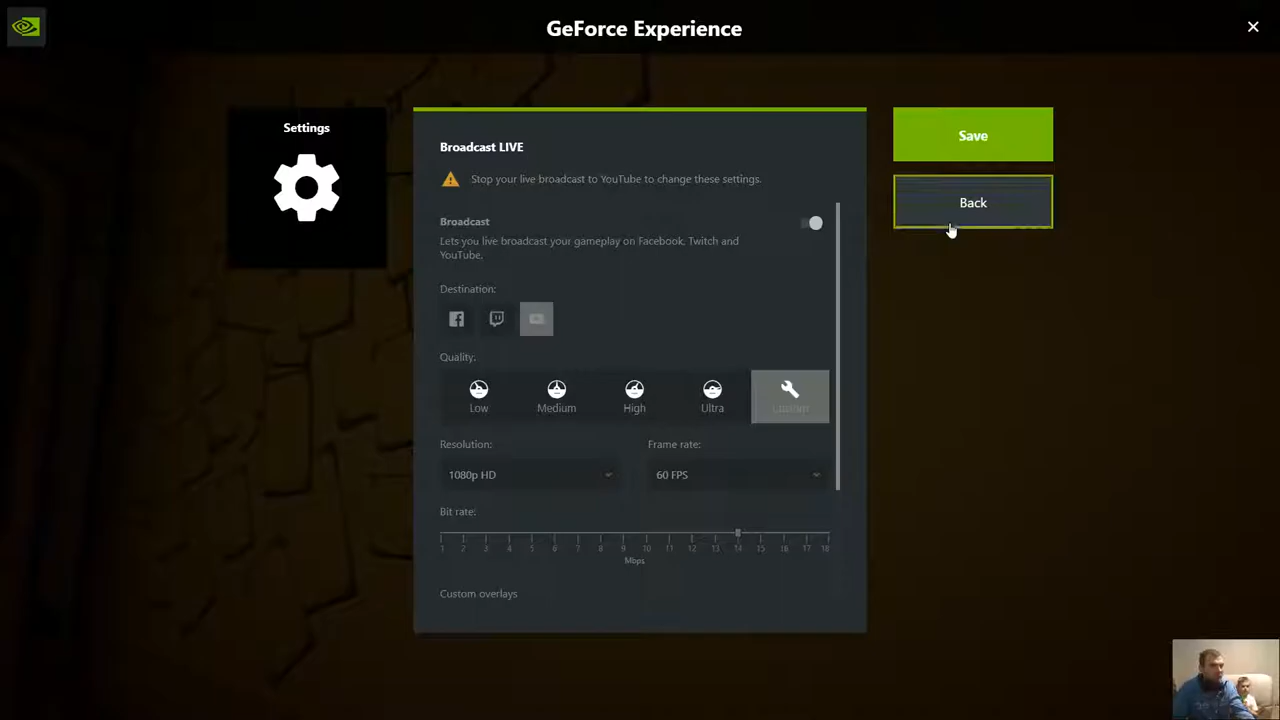 GeForce Experience
Settings
Broadcast LIVE
Stop your live broadcast to YouTube to change these settings.
Broadcast
Lets you live broadcast your gameplay on Facebook, Twitch and
YouTube.
Destination:
Quality:
Low Medium High Ultra Custom
Resolution: Frame rate:
1080p HD 60 FPS
Bit rate:
1 2 3 4 5 6 7 8 9 10 11 12 13 14 15 16 17 18
Mbps
Custom overlays
Save
Back